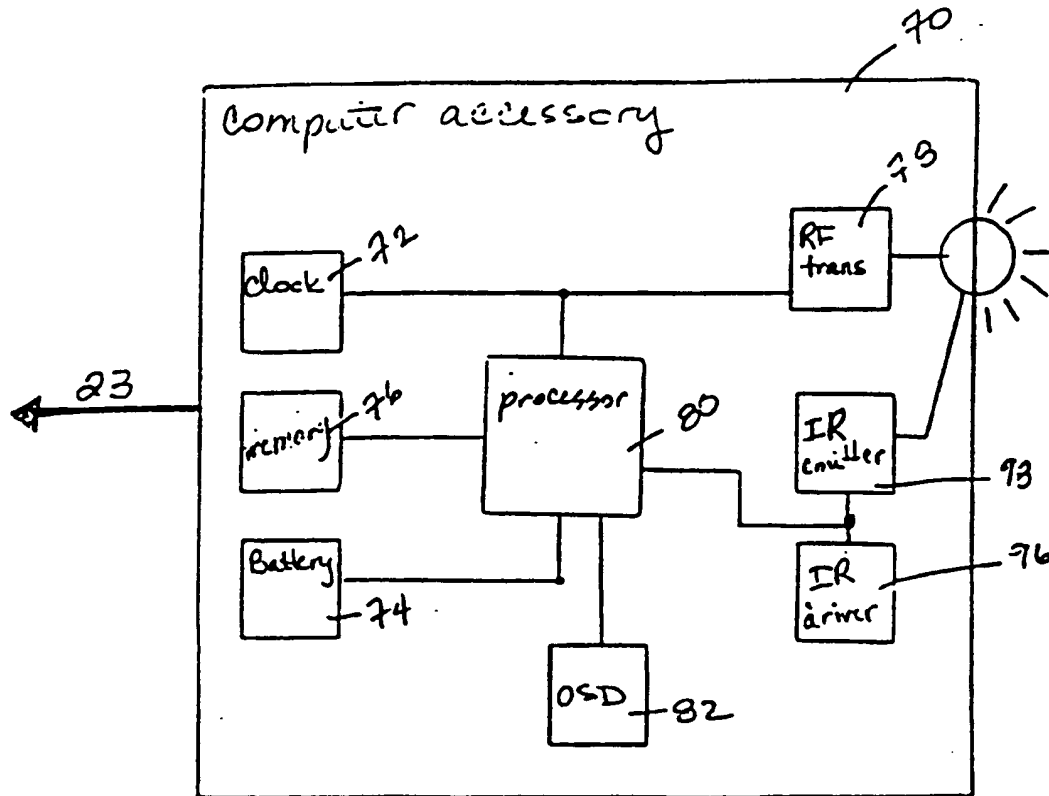 70
computer accessory
72
clock
RF
trans
23
memory
76
processor
80
IR
emitter
93
Battery
74
IR
driver
96
OSD
82